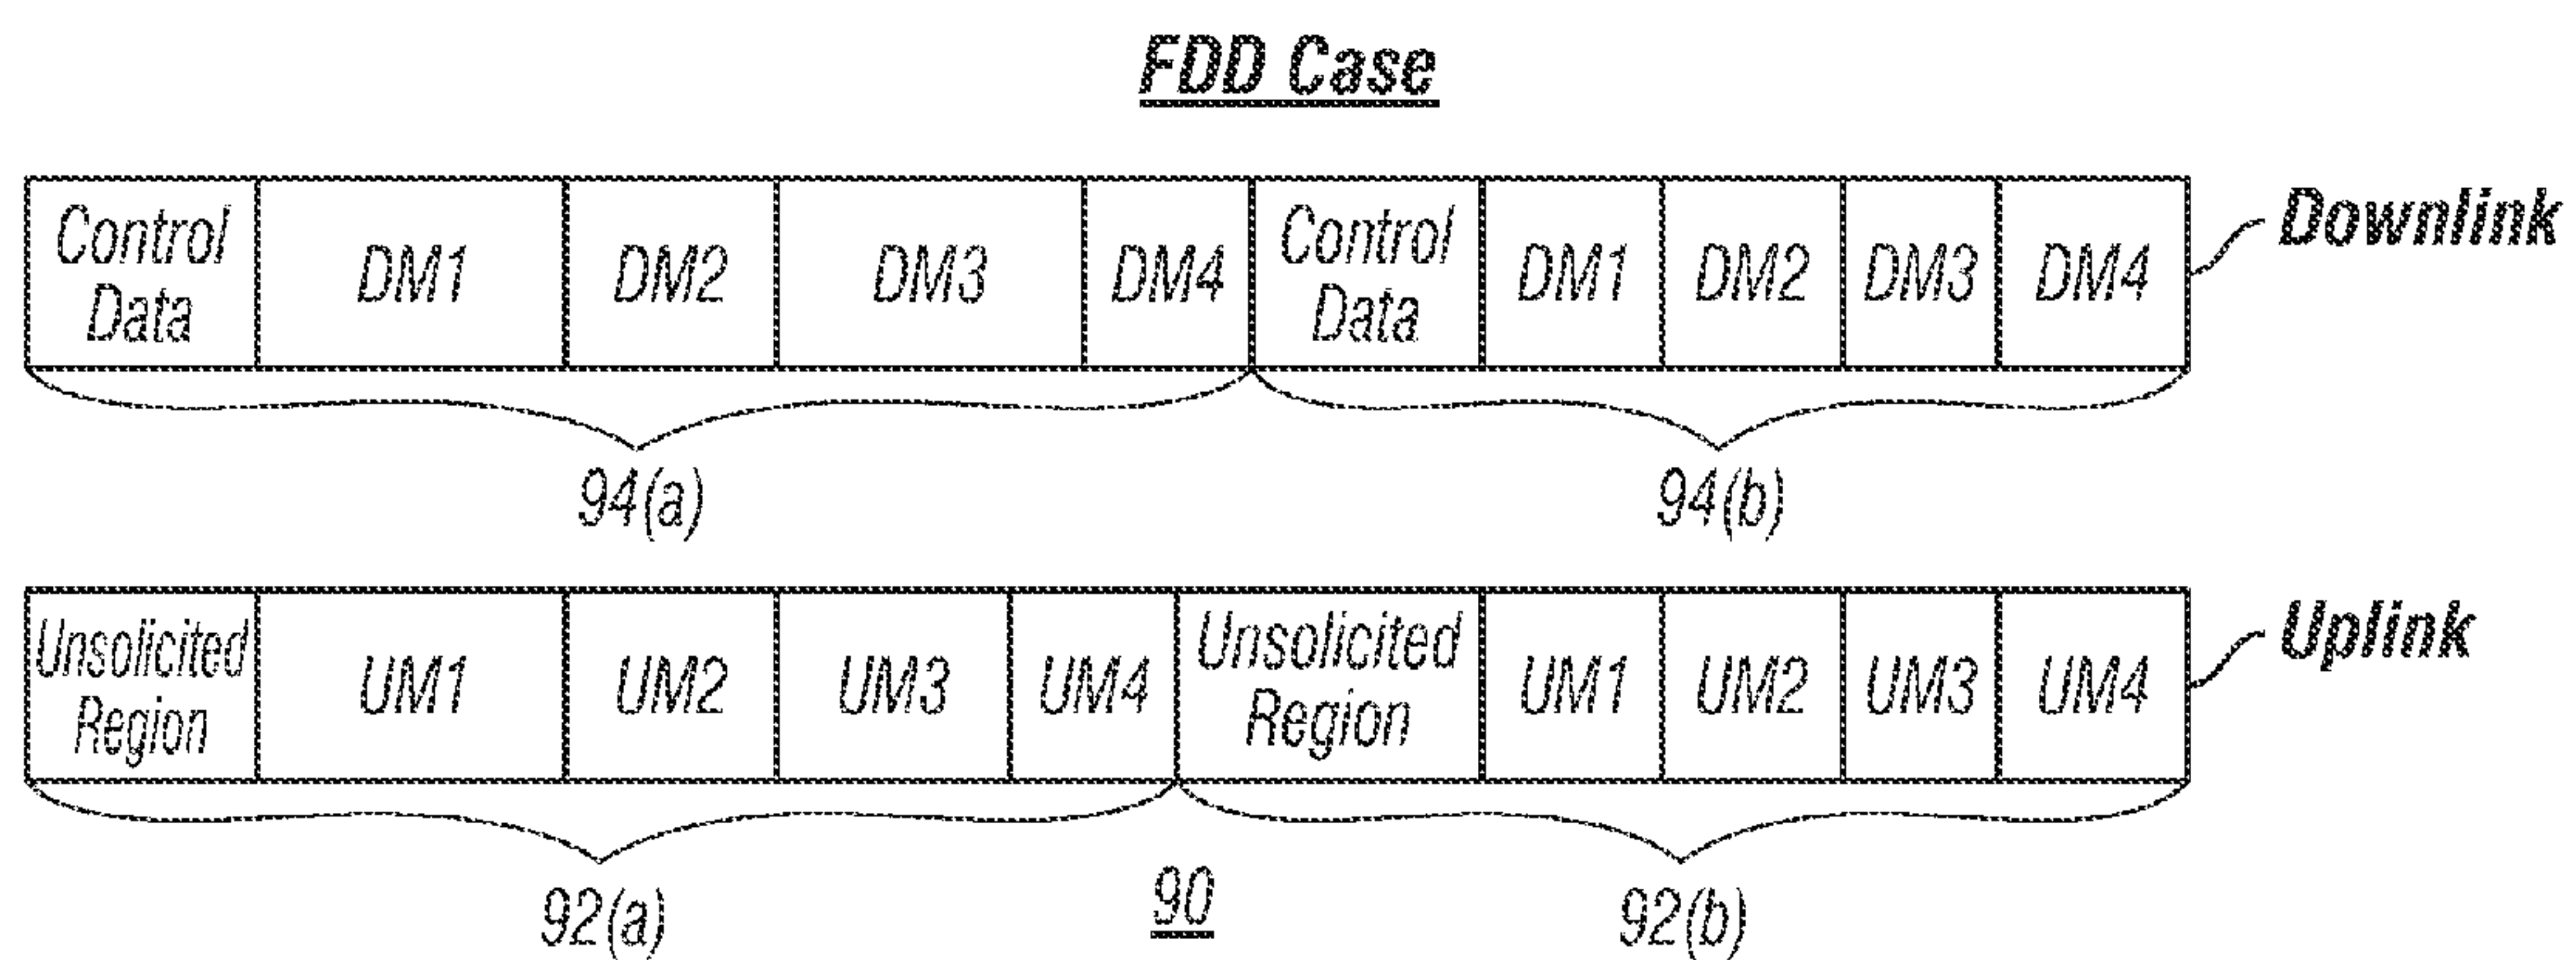 FDD Case
Control Data DM1 DM2 DM3 DM4 Control Data DM1 DM2 DM3 DM4 Downlink
94(a) 94(b)
Unsolicited Region UM1 UM2 UM3 UM4 Unsolicited Region UM1 UM2 UM3 UM4 Uplink
92(a) 90 92(b)